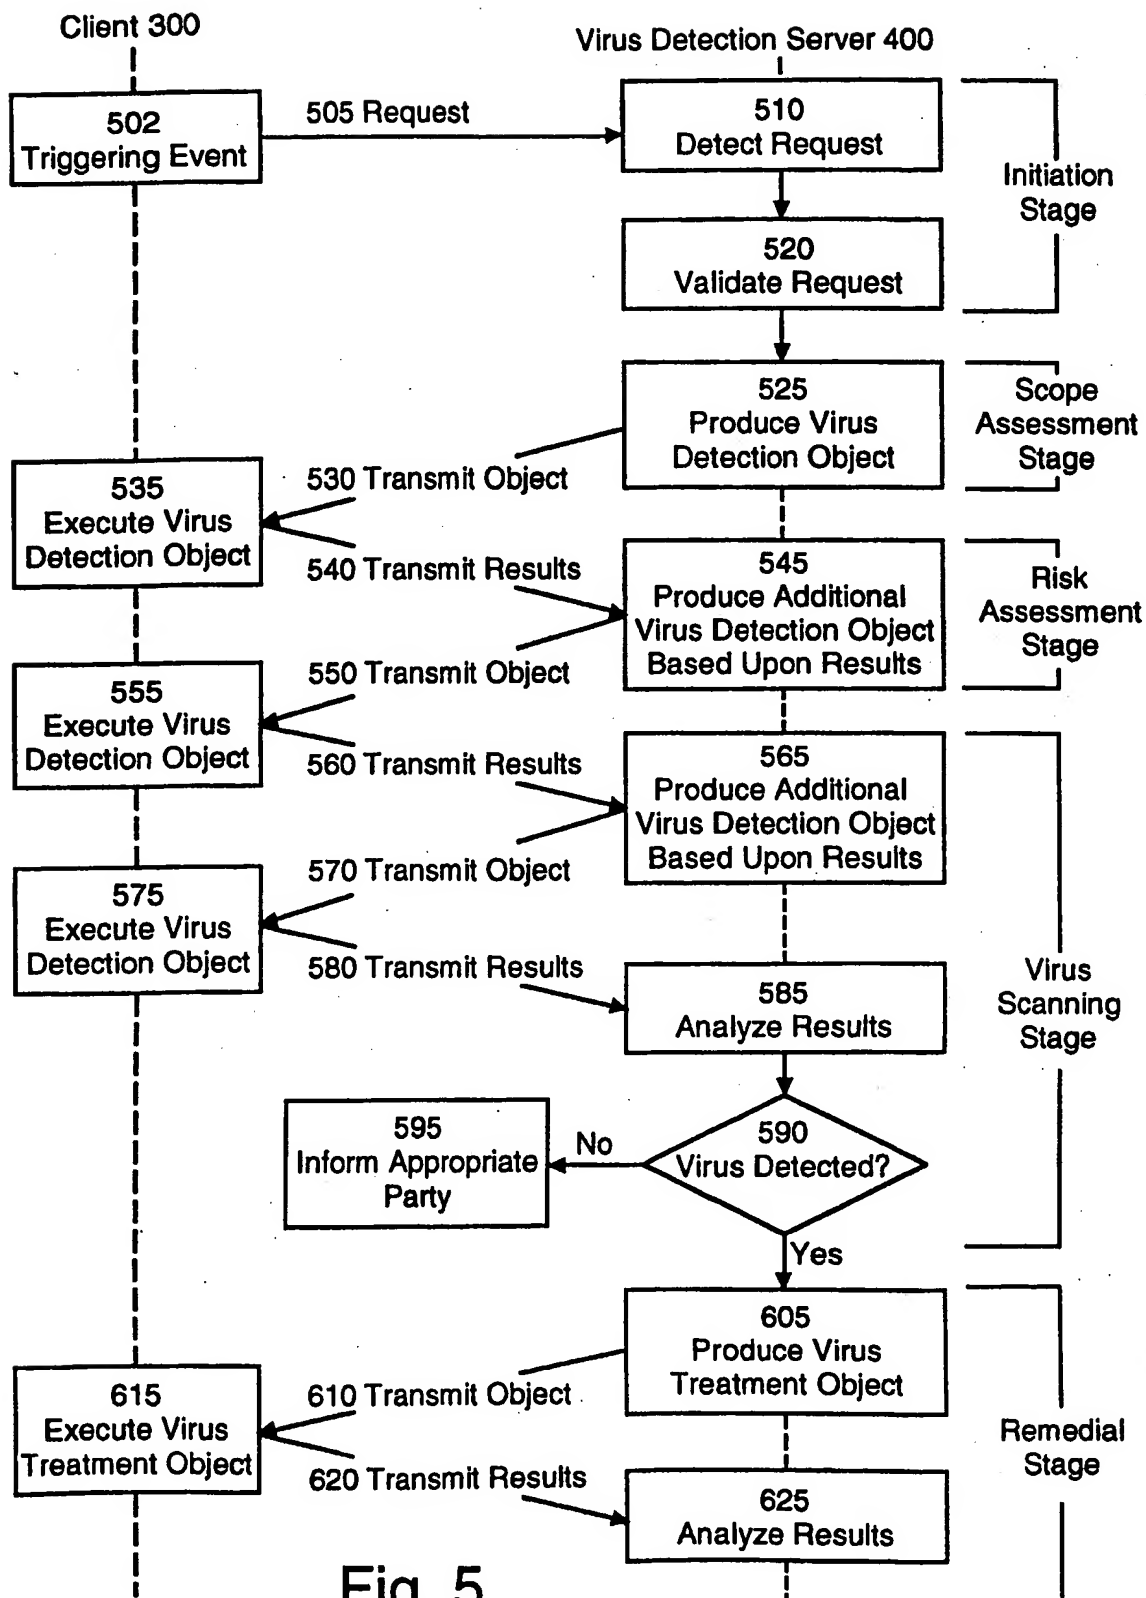 Client 300
Virus Detection Server 400
502
Triggering Event
505 Request
510
Detect Request
Initiation
Stage
520
Validate Request
525
Produce Virus
Detection Object
Scope
Assessment
Stage
530 Transmit Object
535
Execute Virus
Detection Object
540 Transmit Results
545
Produce Additional
Virus Detection Object
Based Upon Results
Risk
Assessment
Stage
550 Transmit Object
555
Execute Virus
Detection Object
560 Transmit Results
565
Produce Additional
Virus Detection Object
Based Upon Results
570 Transmit Object
575
Execute Virus
Detection Object
580 Transmit Results
585
Analyze Results
Virus
Scanning
Stage
590
Virus Detected?
No
595
Inform Appropriate
Party
Yes
605
Produce Virus
Treatment Object
610 Transmit Object
615
Execute Virus
Treatment Object
620 Transmit Results
625
Analyze Results
Remedial
Stage
Fig. 5